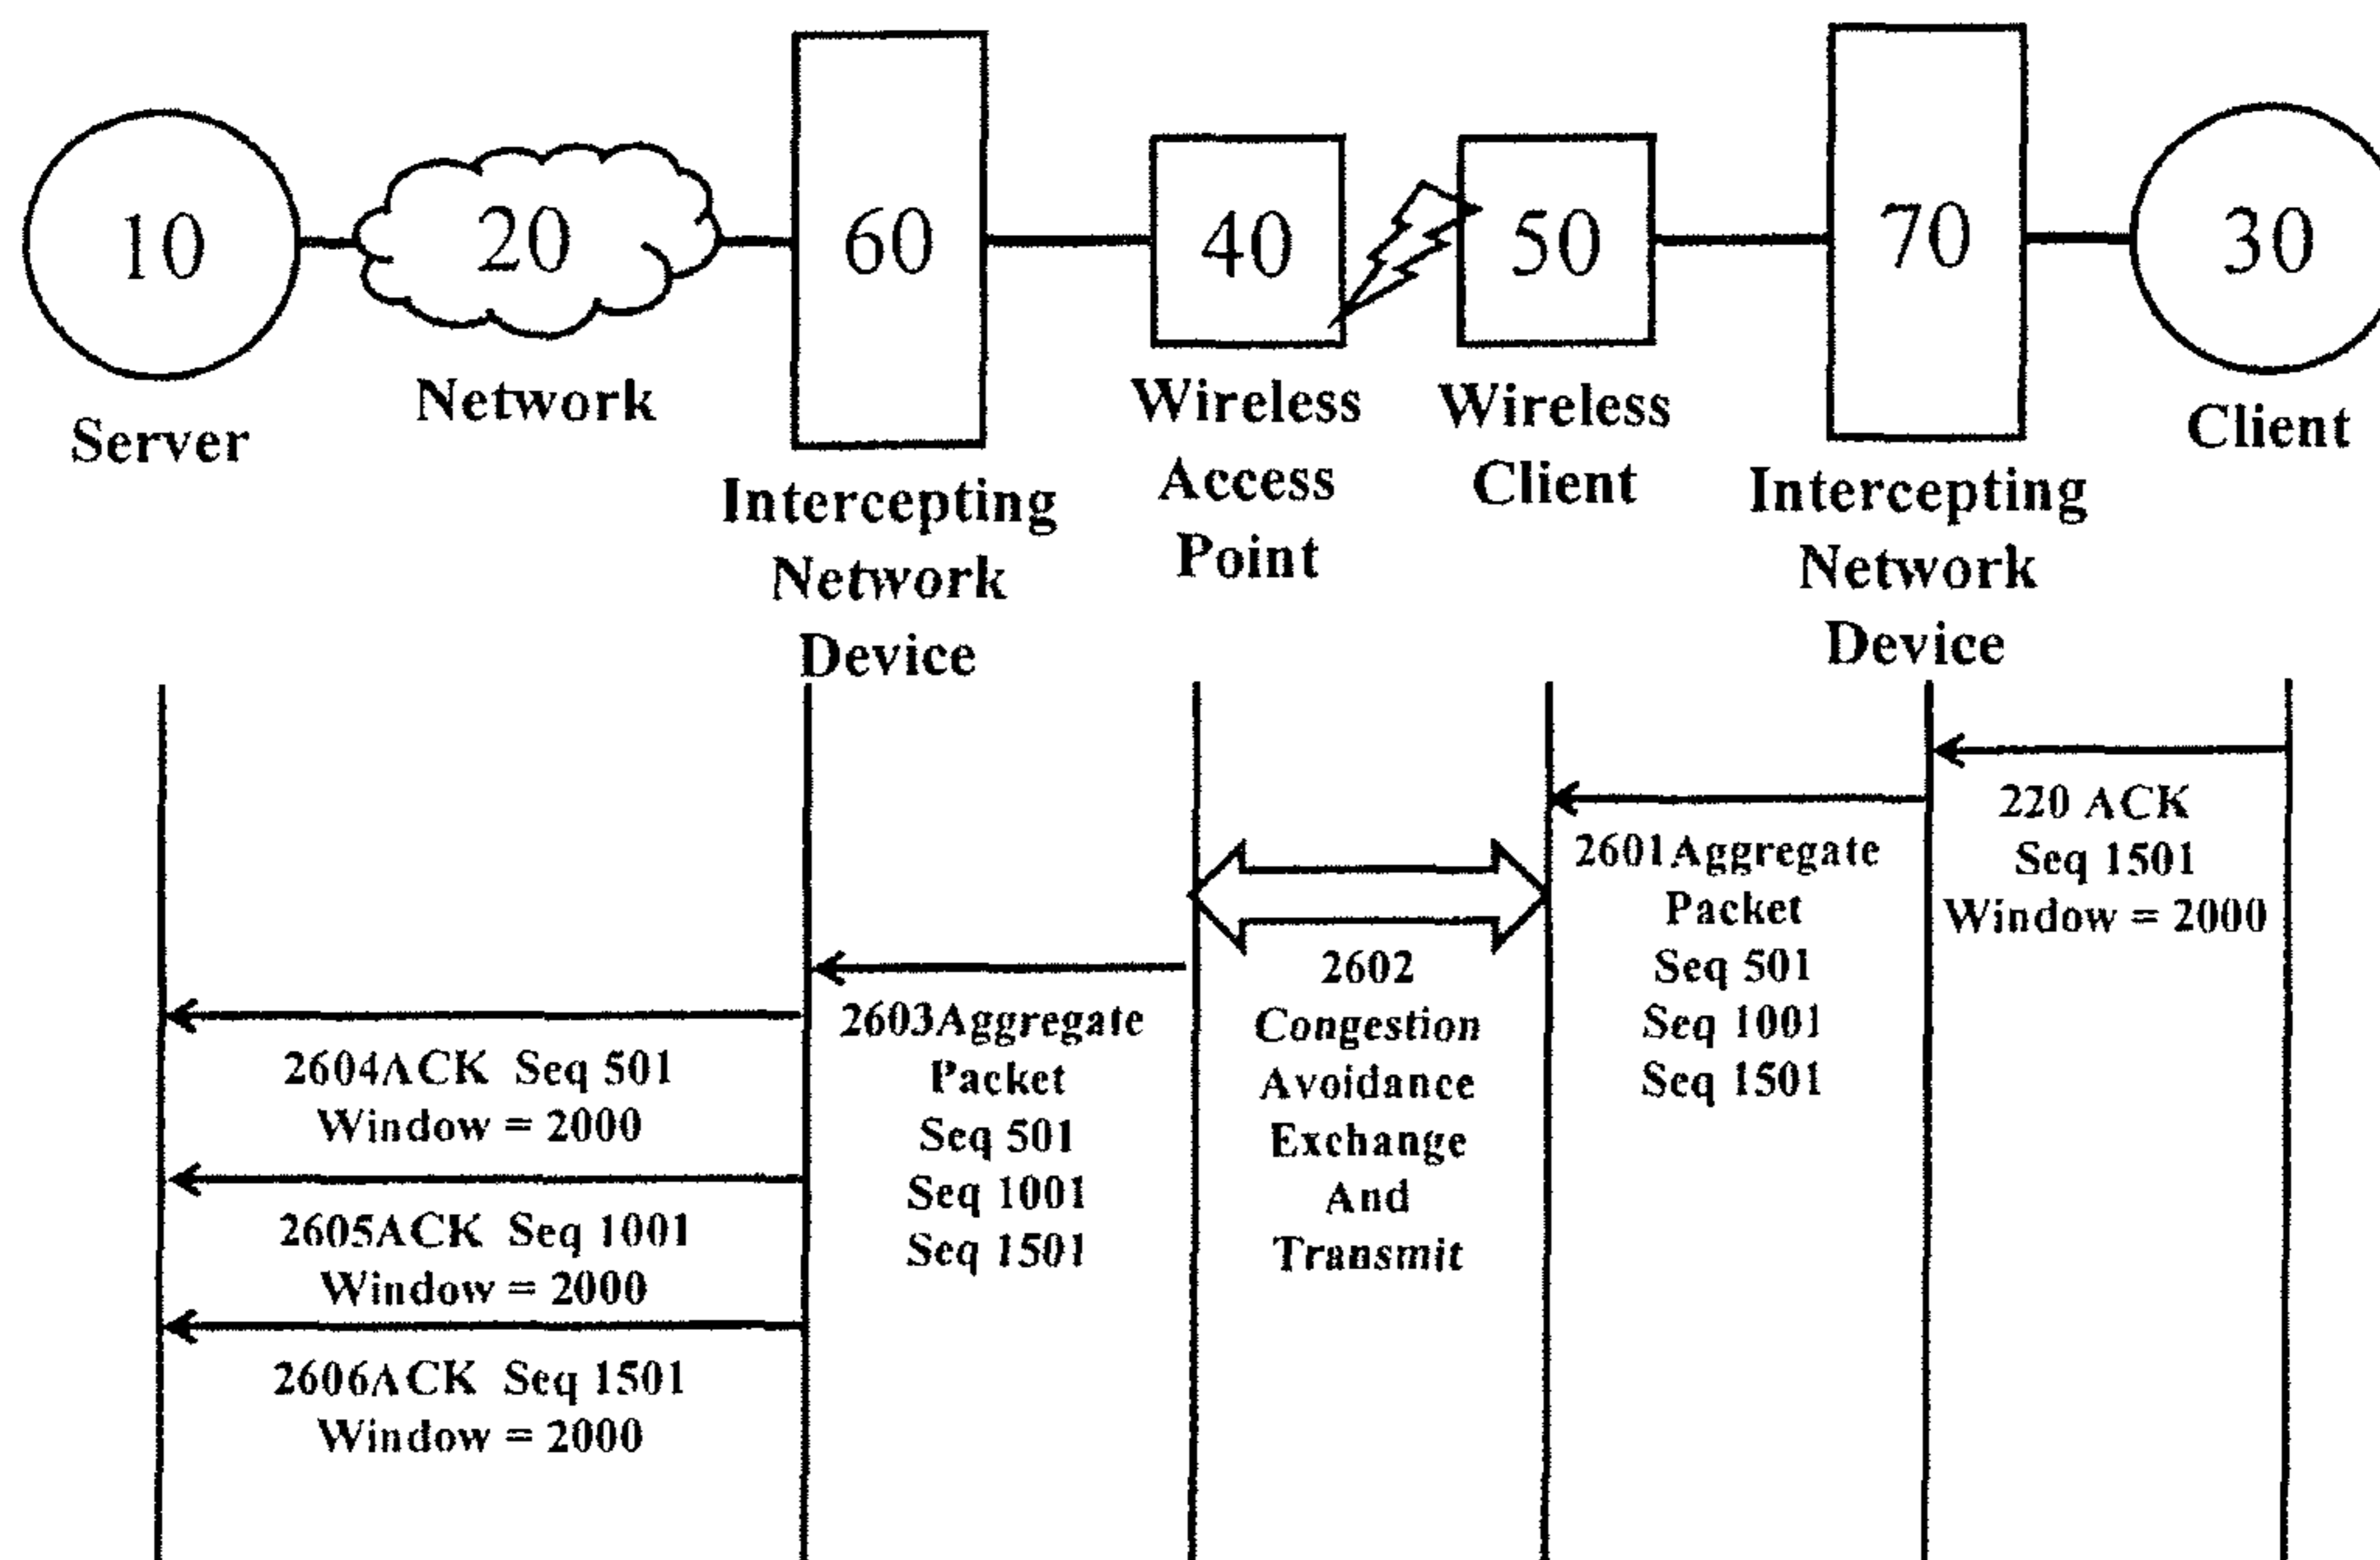 10
20
60
40
50
70
30
Server
Network
Intercepting
Network
Device
Wireless
Access
Point
Wireless
Client
Intercepting
Network
Device
Client
220 ACK
Seq 1501
Window = 2000
2601Aggregate
Packet
Seq 501
Seq 1001
Seq 1501
2602
Congestion
Avoidance
Exchange
And
Transmit
2603Aggregate
Packet
Seq 501
Seq 1001
Seq 1501
2604ACK Seq 501
Window = 2000
2605ACK Seq 1001
Window = 2000
2606ACK Seq 1501
Window = 2000